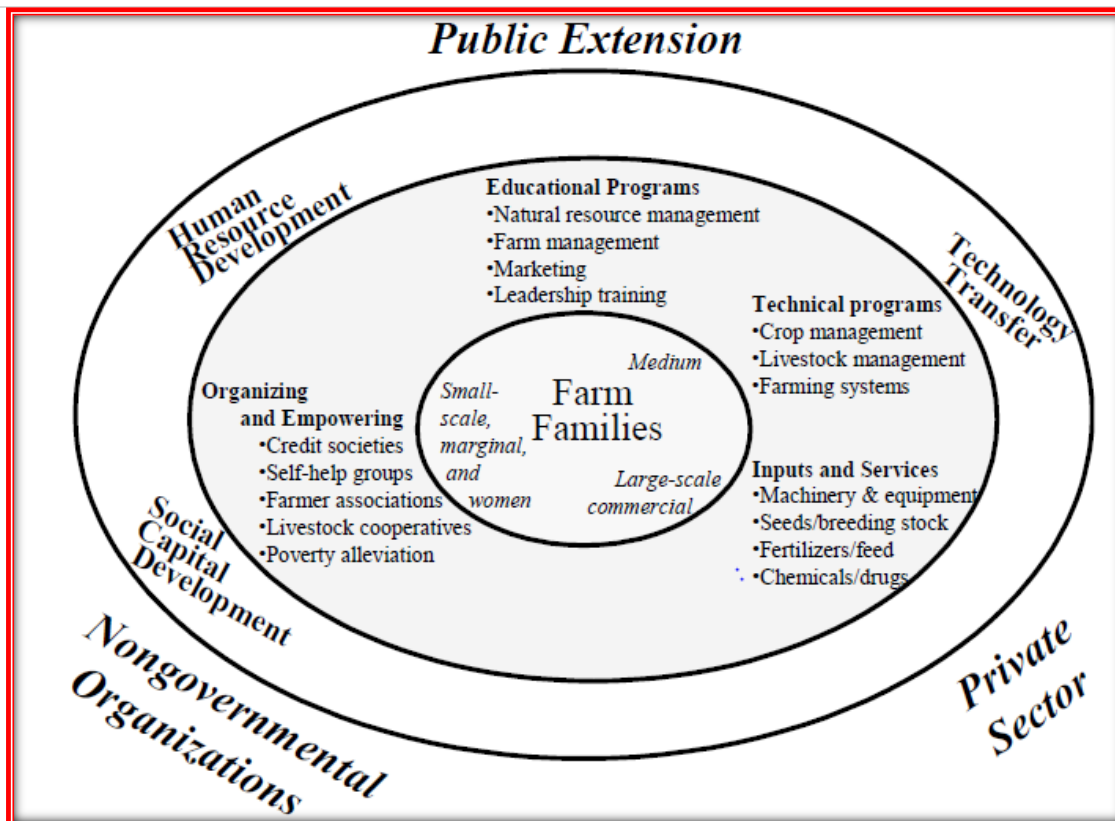 Public Extension
Human
Resource
Development
Educational Programs
•Natural resource management
•Farm management
•Marketing
•Leadership training
Technology
Transfer
Technical programs
•Crop management
•Livestock management
•Farming systems
Medium
Farm
Families
Small-
scale,
marginal,
and
women
Large-scale
commercial
Organizing
and Empowering
•Credit societies
•Self-help groups
•Farmer associations
•Livestock cooperatives
•Poverty alleviation
Inputs and Services
•Machinery & equipment
•Seeds/breeding stock
•Fertilizers/feed
•Chemicals/drugs
Social
Capital
Development
Nongovernmental
Organizations
Private
Sector